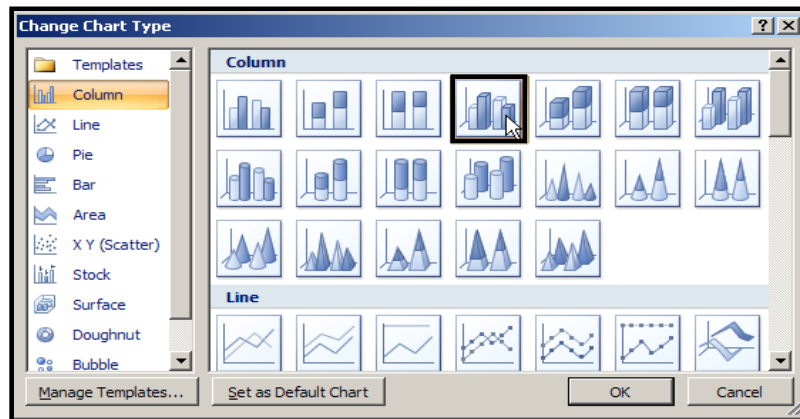 Change Chart Type
?
Templates
Column
Line
Pie
Bar
Area
X Y (Scatter)
Stock
Surface
Doughnut
Bubble
Column
Line
Manage Templates...
Set as Default Chart
OK
Cancel